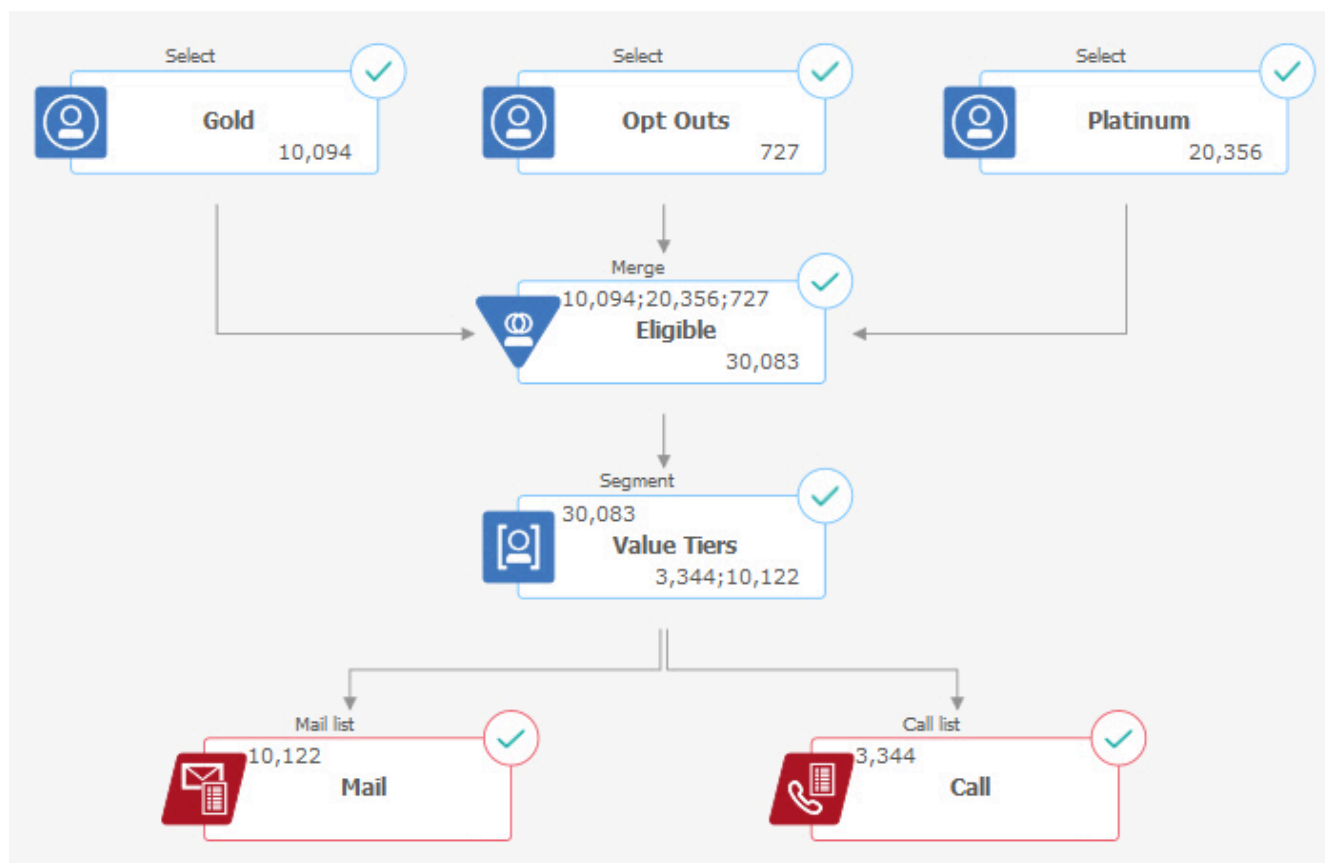 Select
Gold
10,094
Select
Opt Outs
727
Select
Platinum
20,356
Merge
10,094;20,356;727
Eligible
30,083
Segment
30,083
Value Tiers
3,344;10,122
Mail list
10,122
Mail
Call list
3,344
Call